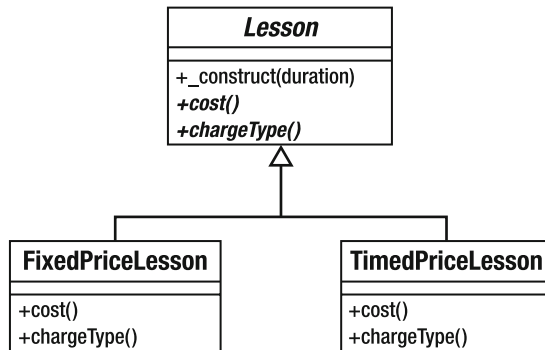 Lesson
+_construct(duration)
+cost()
+chargeType()
FixedPriceLesson
+cost()
+chargeType()
TimedPriceLesson
+cost()
+chargeType()